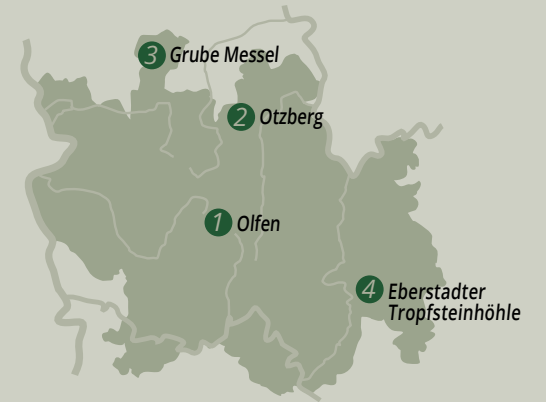 3 Grube Messel
2 Otzberg
1 Olfen
4 Eberstadter
Tropfsteinhöhle